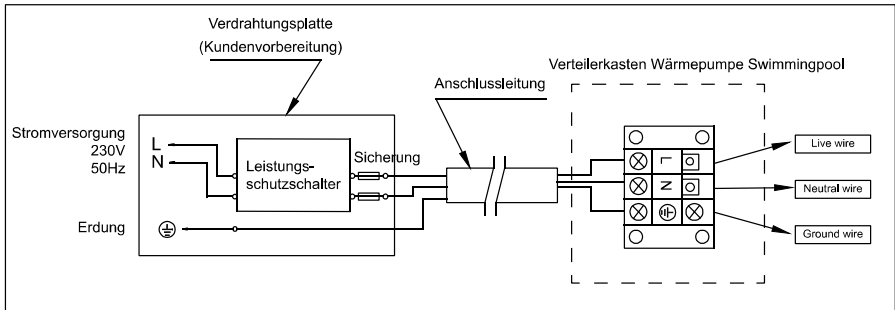 Verdrahtungsplatte
(Kundenvorbereitung)
Verteilerkasten Wärmepumpe Swimmingpool
Anschlussleitung
Stromversorgung
230V
50Hz
L
N
Leistungs-
schutzschalter
Sicherung
Erdung
L
N
Live wire
Neutral wire
Ground wire